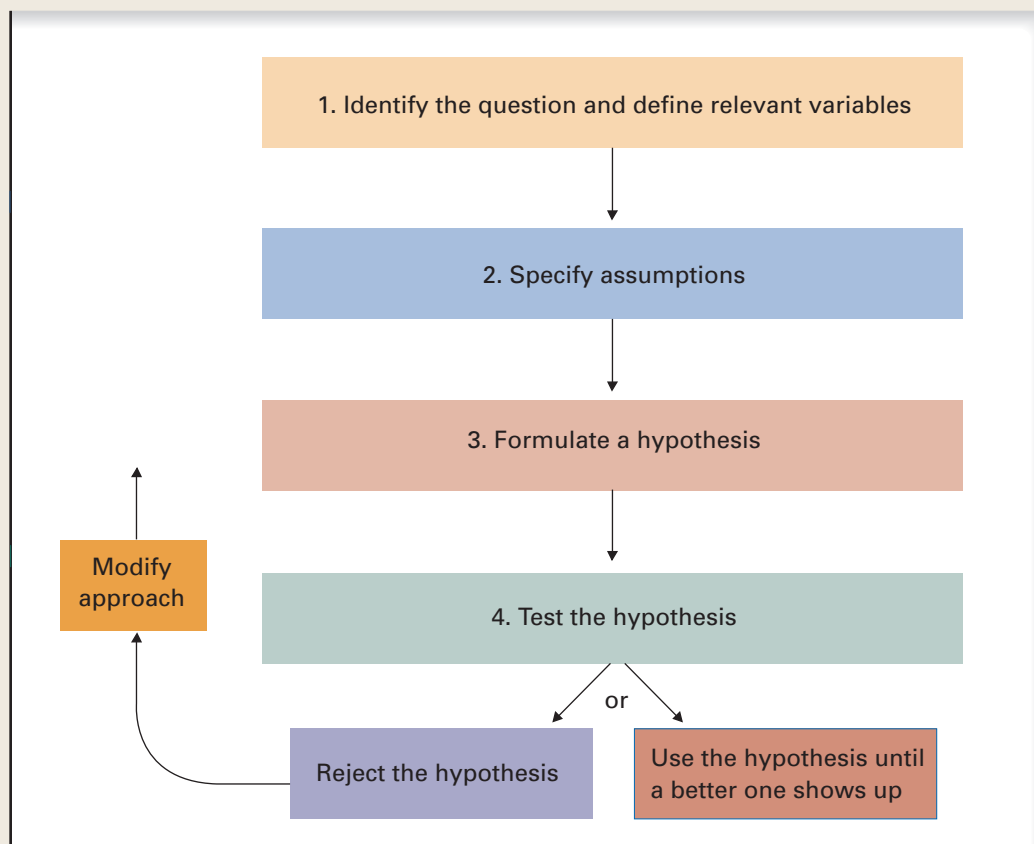 1. Identify the question and define relevant variables
2. Specify assumptions
3. Formulate a hypothesis
Modify
approach
4. Test the hypothesis
or
Reject the hypothesis
Use the hypothesis until
a better one shows up